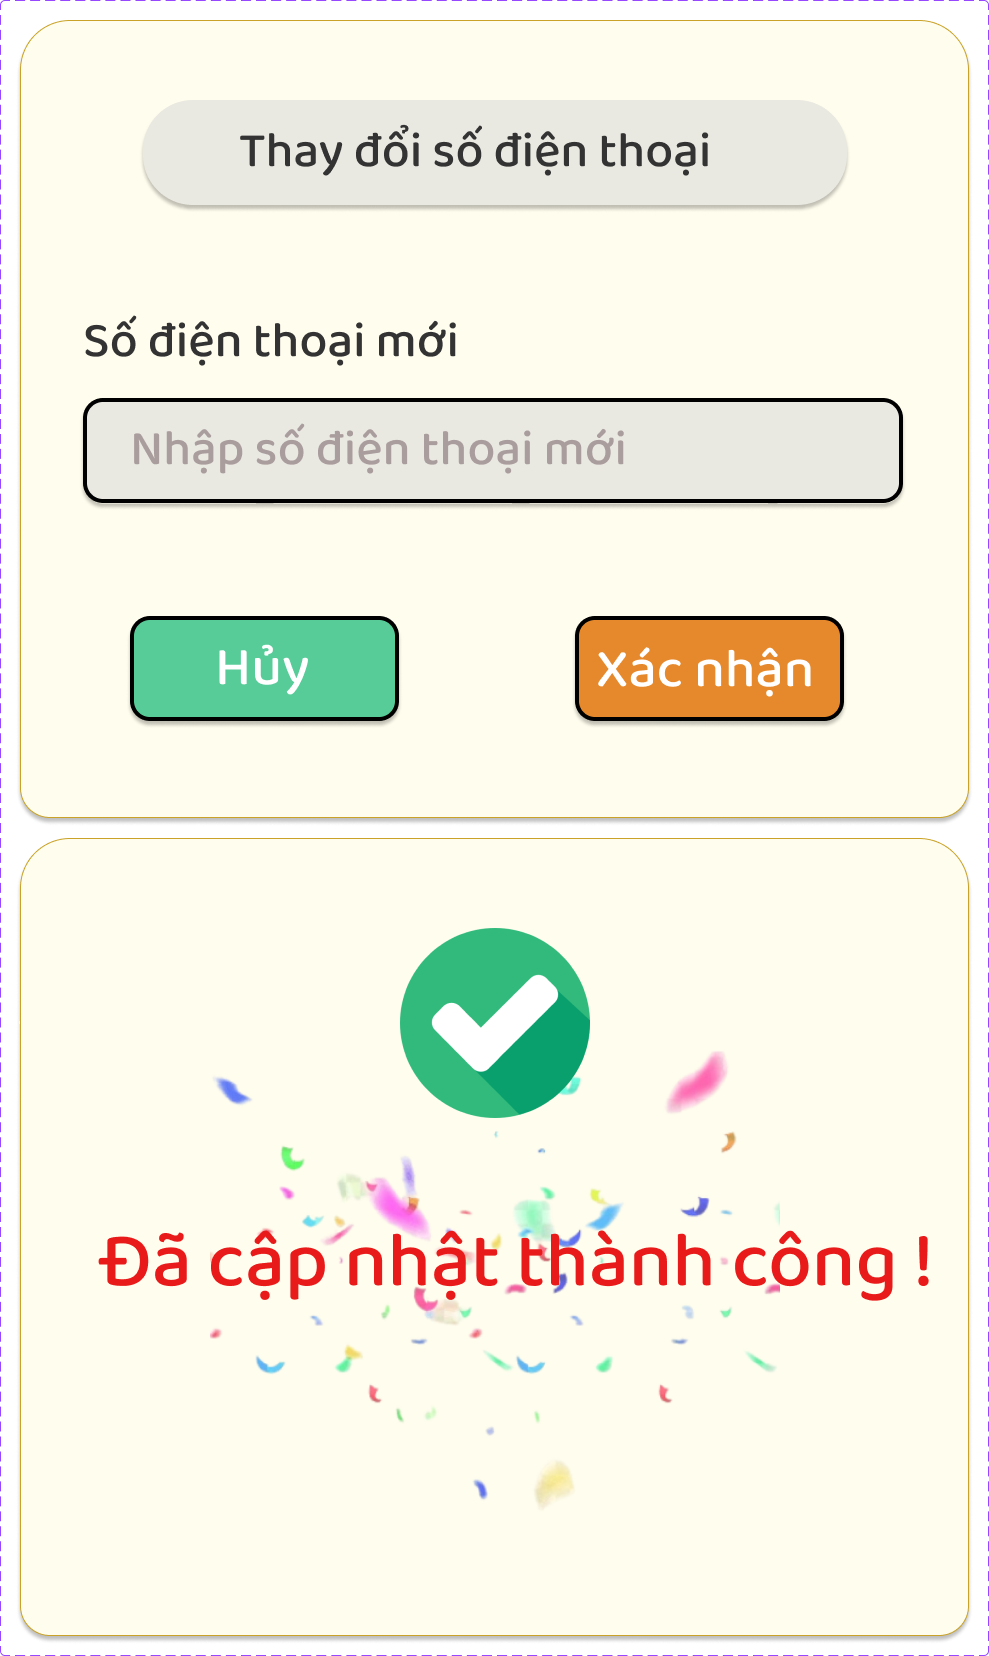 Thay đổi số điện thoại
Số điện thoại mới
Nhập số điện thoại mới
Hủy
Xác nhận
Đã cập nhật thành công !